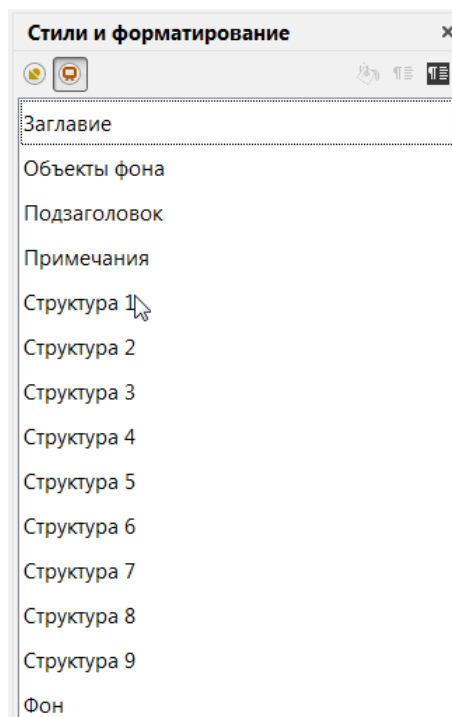 Стили и форматирование
Заглавие
Объекты фона
Подзаголовок
Примечания
Структура 1
Структура 2
Структура 3
Структура 4
Структура 5
Структура 6
Структура 7
Структура 8
Структура 9
Фон